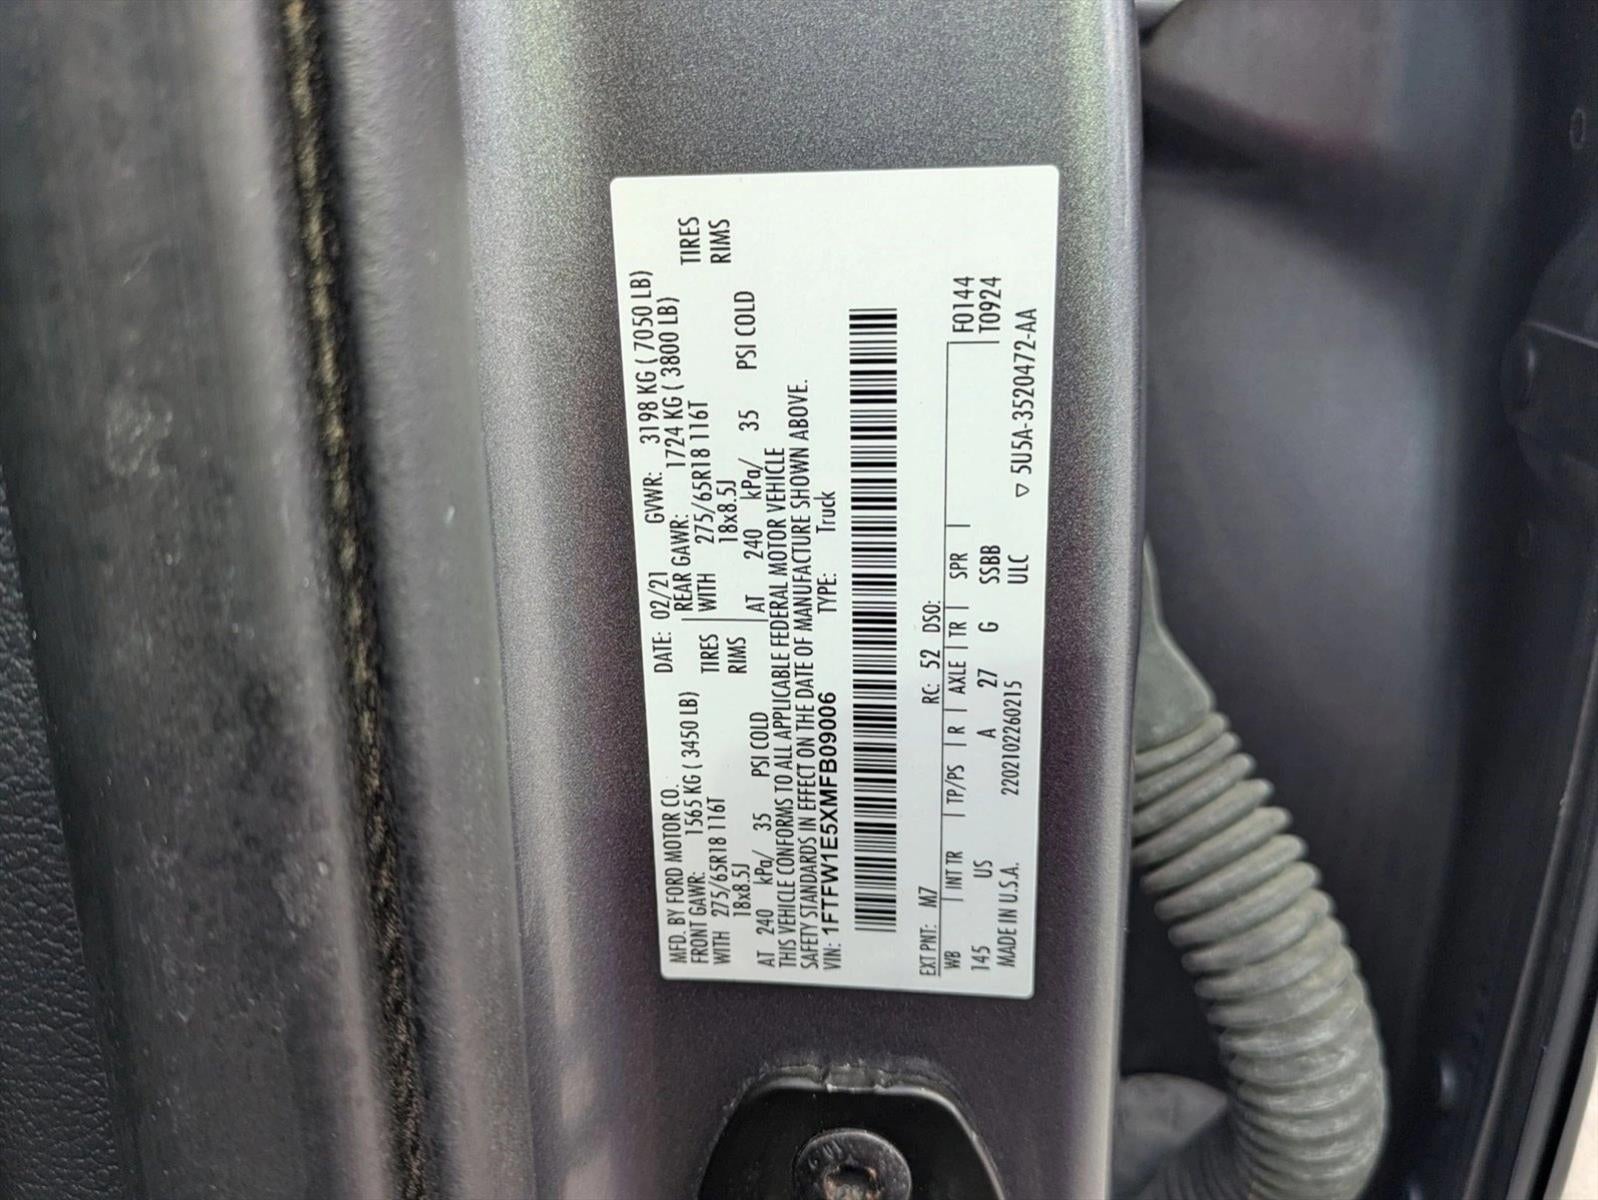 MFD. BY FORD MOTOR CO. DATE: 02/21 GVWR: 3198 KG ( 7050 LB)
FRONT GAWR: 1565 KG ( 3450 LB) REAR GAWR: 1724 KG ( 3800 LB)
WITH 275/65R18 116T TIRES WITH 275/65R18 116T TIRES
18x8.5J RIMS 18x8.5J RIMS
AT 240 kPa/ 35 PSI COLD AT 240 kPa/ 35 PSI COLD
THIS VEHICLE CONFORMS TO ALL APPLICABLE FEDERAL MOTOR VEHICLE
SAFETY STANDARDS IN EFFECT ON THE DATE OF MANUFACTURE SHOWN ABOVE.
VIN: 1FTFW1E5XMFB09006 TYPE: Truck
EXT PNT: M7 RC: 52 DSO:
WB INT TR TP/PS R AXLE TR SPR F0144
145 US A 27 G SSBB T0924
MADE IN U.S.A. 2202102260215 ULC
▽ 5U5A-3520472-AA